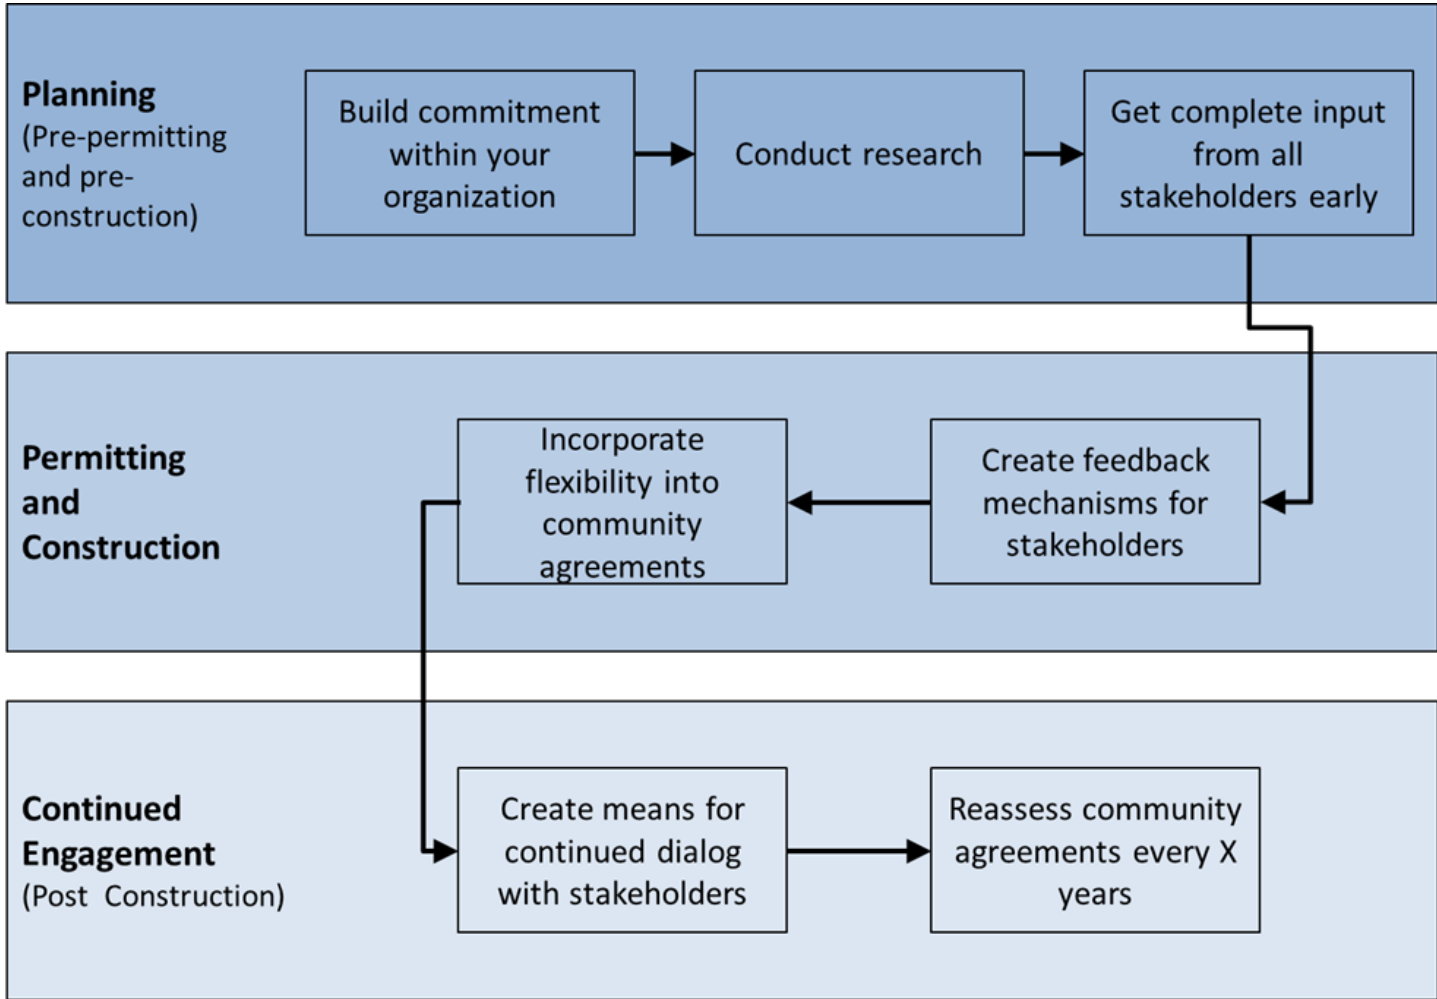 Planning
(Pre-permitting
and pre-
construction)
Build commitment
within your
organization
Conduct research
Get complete input
from all
stakeholders early
Permitting
and
Construction
Incorporate
flexibility into
community
agreements
Create feedback
mechanisms for
stakeholders
Continued
Engagement
(Post Construction)
Create means for
continued dialog
with stakeholders
Reassess community
agreements every X
years